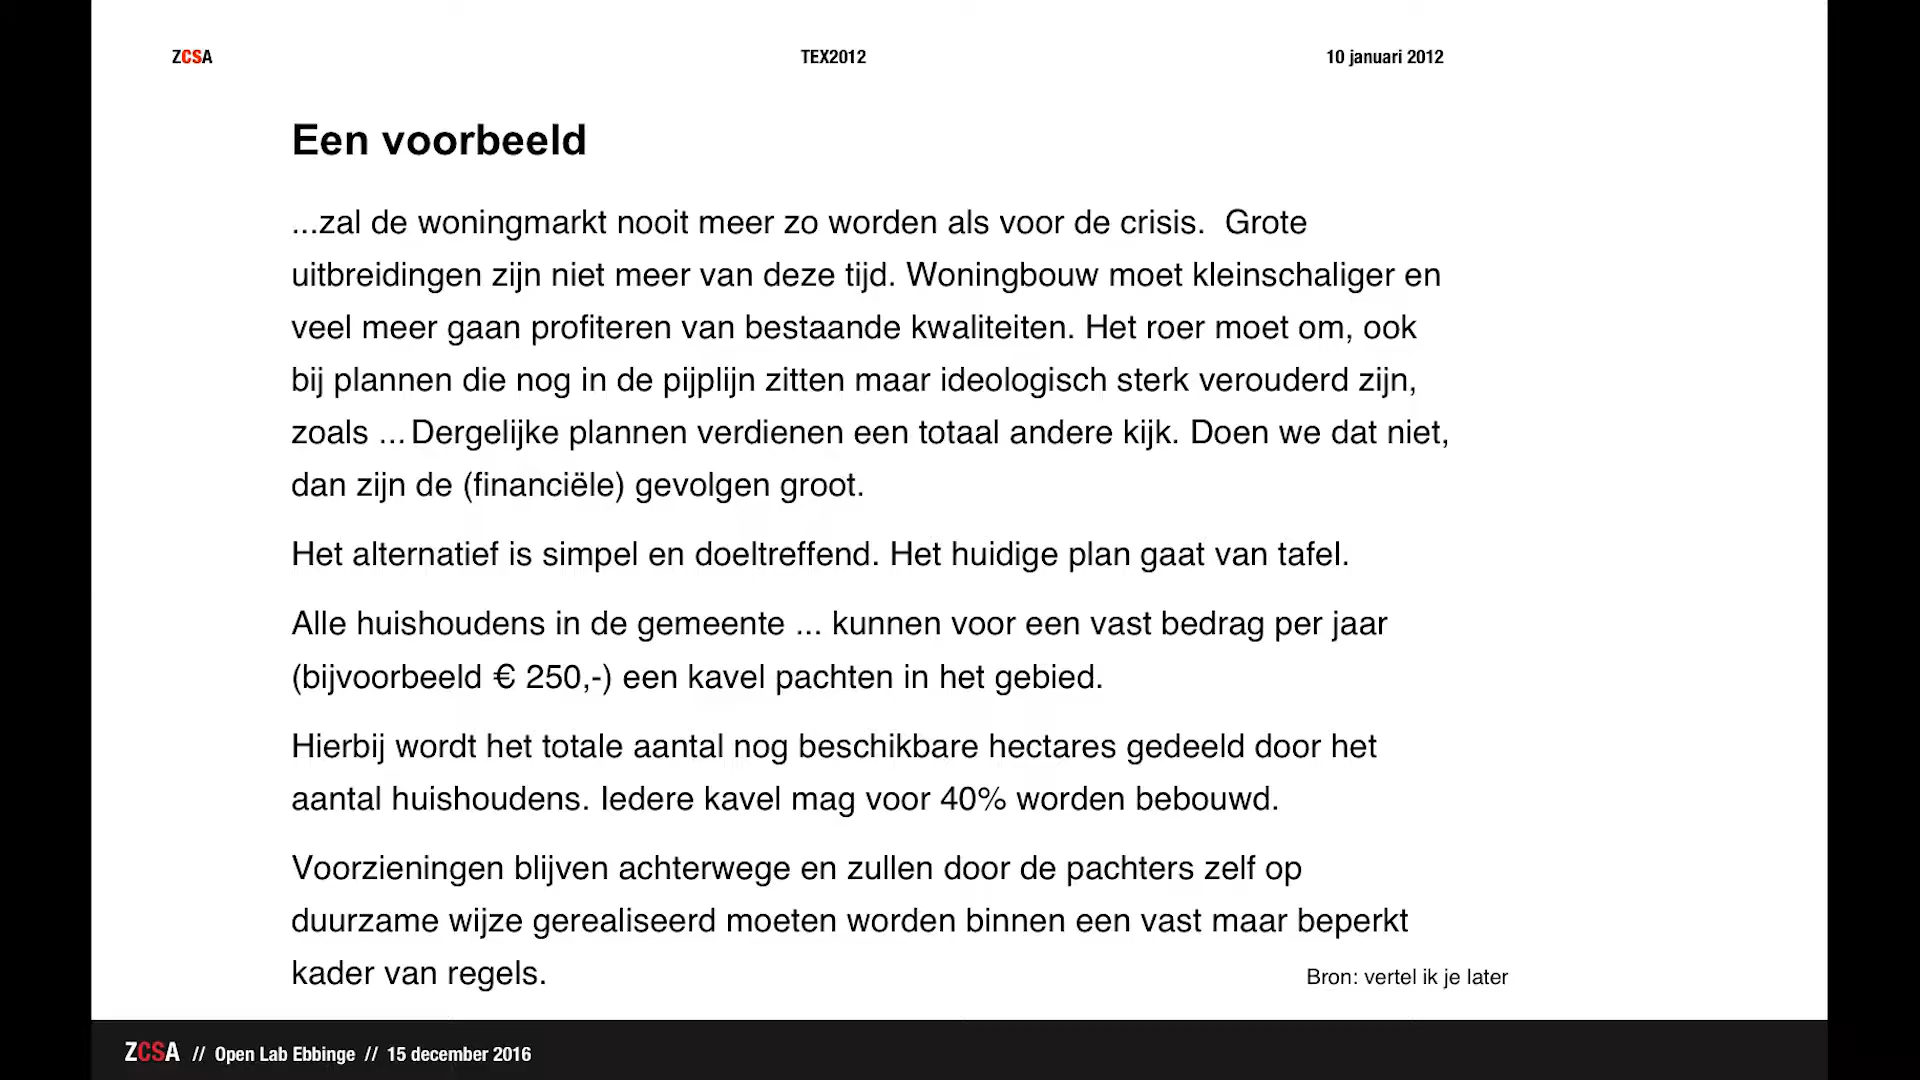 ZCSA TEX2012 10 januari 2012
Een voorbeeld
...zal de woningmarkt nooit meer zo worden als voor de crisis. Grote
uitbreidingen zijn niet meer van deze tijd. Woningbouw moet kleinschaliger en
veel meer gaan profiteren van bestaande kwaliteiten. Het roer moet om, ook
bij plannen die nog in de pijplijn zitten maar ideologisch sterk verouderd zijn,
zoals ... Dergelijke plannen verdienen een totaal andere kijk. Doen we dat niet,
dan zijn de (financiële) gevolgen groot.
Het alternatief is simpel en doeltreffend. Het huidige plan gaat van tafel.
Alle huishoudens in de gemeente ... kunnen voor een vast bedrag per jaar
(bijvoorbeeld € 250,-) een kavel pachten in het gebied.
Hierbij wordt het totale aantal nog beschikbare hectares gedeeld door het
aantal huishoudens. Iedere kavel mag voor 40% worden bebouwd.
Voorzieningen blijven achterwege en zullen door de pachters zelf op
duurzame wijze gerealiseerd moeten worden binnen een vast maar beperkt
kader van regels.
Bron: vertel ik je later
ZCSA // Open Lab Ebbinge // 15 december 2016